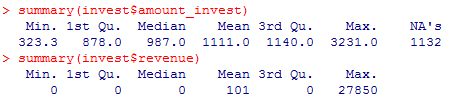 > summary(invest$amount_invest)
Min. 1st Qu. Median Mean 3rd Qu. Max. NA's
323.3 878.0 987.0 1111.0 1140.0 3231.0 1132
> summary(invest$revenue)
Min. 1st Qu. Median Mean 3rd Qu. Max.
0 0 0 101 0 27850